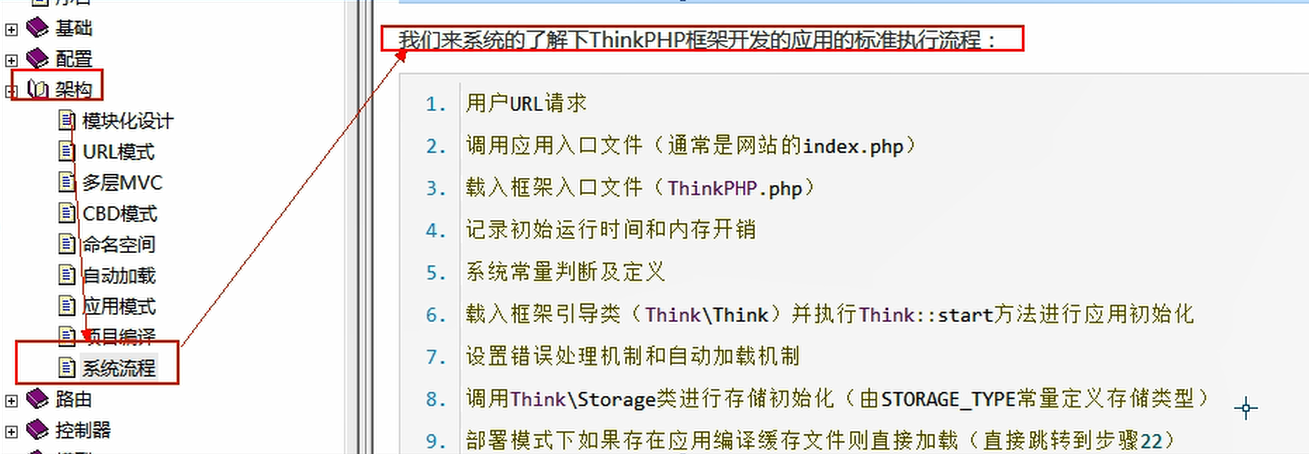 基础
配置
架构
模块化设计
URL模式
多层MVC
CBD模式
命名空间
自动加载
应用模式
项目编译
系统流程
路由
控制器
我们来系统的了解下ThinkPHP框架开发的应用的标准执行流程：
1. 用户URL请求
2. 调用应用入口文件（通常是网站的index.php）
3. 载入框架入口文件（ThinkPHP.php）
4. 记录初始运行时间和内存开销
5. 系统常量判断及定义
6. 载入框架引导类（Think\Think）并执行Think::start方法进行应用初始化
7. 设置错误处理机制和自动加载机制
8. 调用Think\Storage类进行存储初始化（由STORAGE_TYPE常量定义存储类型）
9. 部署模式下如果存在应用编译缓存文件则直接加载（直接跳转到步骤22）